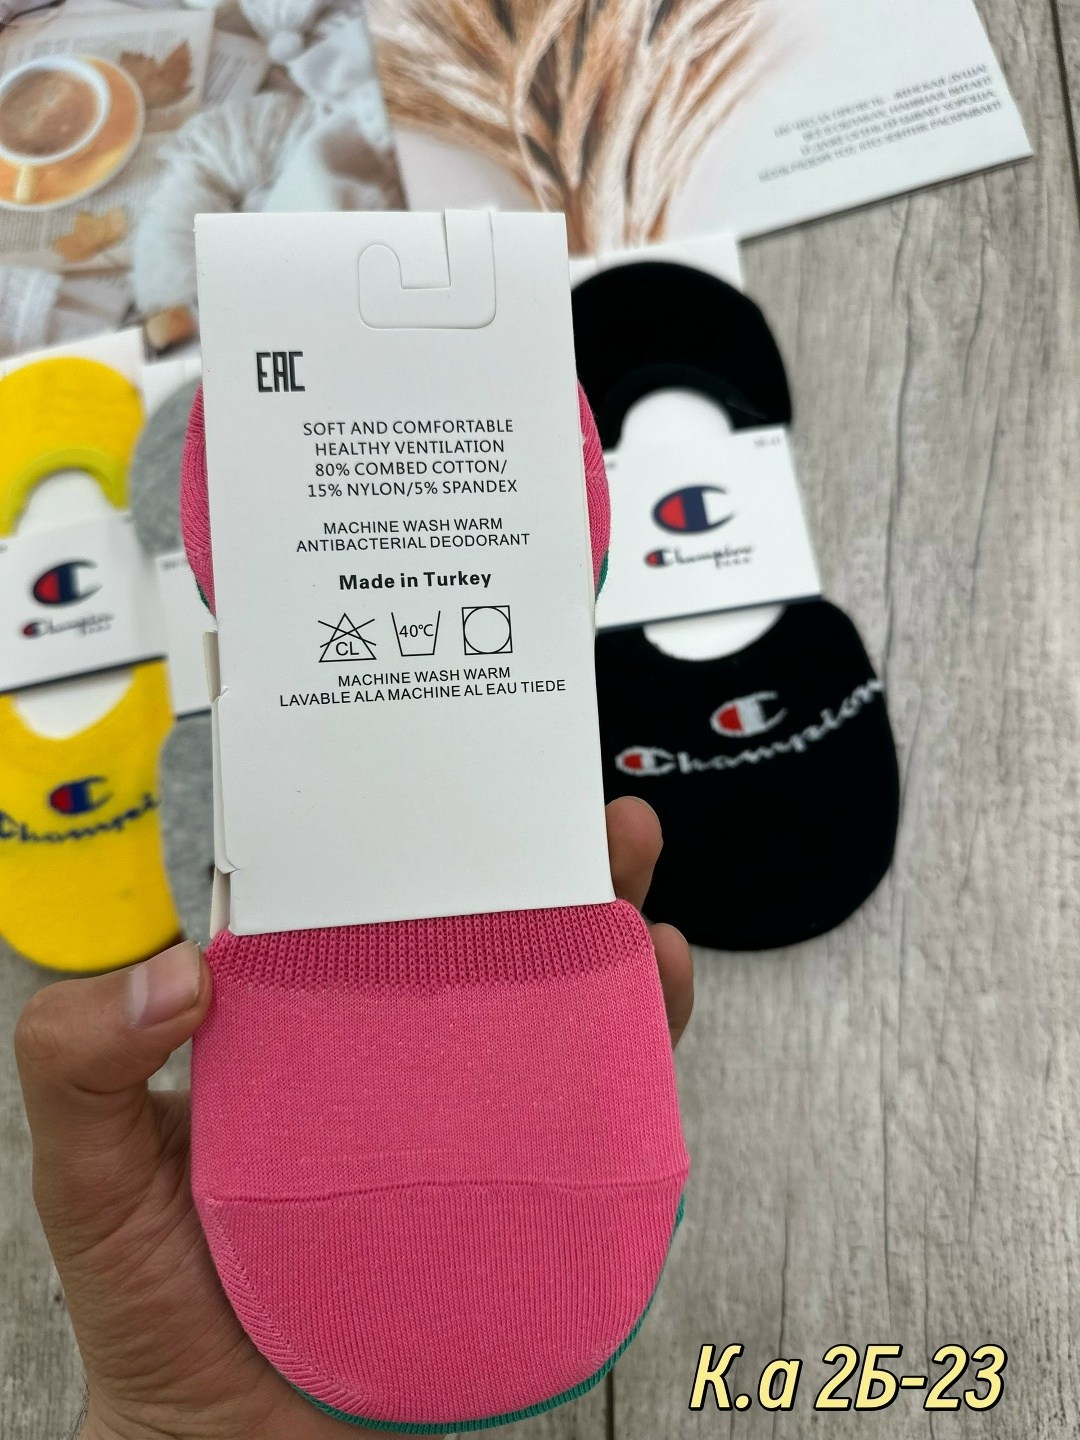 EAC
SOFT AND COMFORTABLE
HEALTHY VENTILATION
80% COMBED COTTON/
15% NYLON/5% SPANDEX
MACHINE WASH WARM
ANTIBACTERIAL DEODORANT
Made in Turkey
CL
40°C
MACHINE WASH WARM
LAVABLE ALA MACHINE AL EAU TIEDE
Champion
Champion
Champion
Champi
К.а 2Б-23